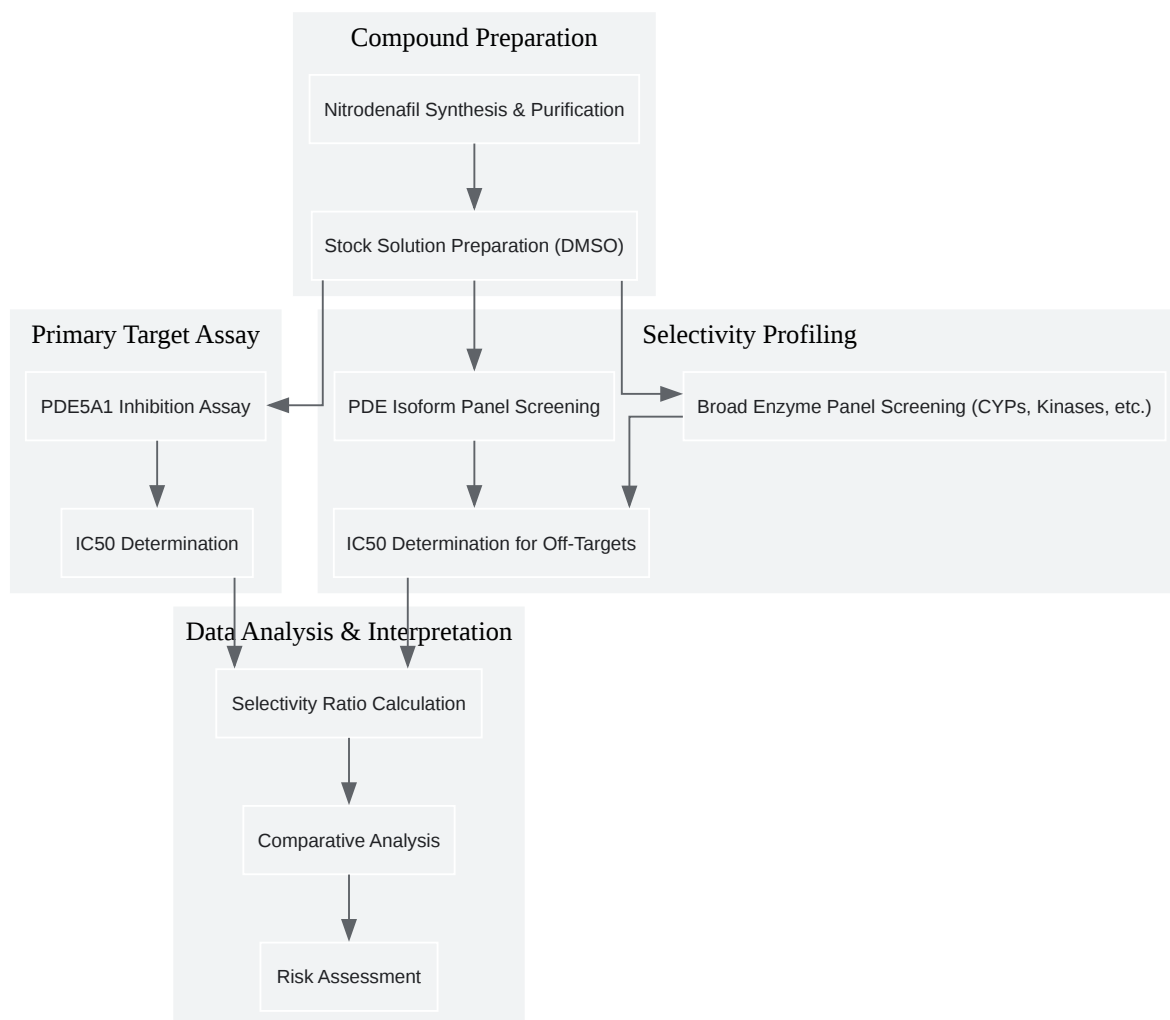 Compound Preparation
Nitrodenafil Synthesis & Purification
Stock Solution Preparation (DMSO)
Primary Target Assay
PDE5A1 Inhibition Assay
IC50 Determination
Selectivity Profiling
PDE Isoform Panel Screening
Broad Enzyme Panel Screening (CYPs, Kinases, etc.)
IC50 Determination for Off-Targets
Data Analysis & Interpretation
Selectivity Ratio Calculation
Comparative Analysis
Risk Assessment